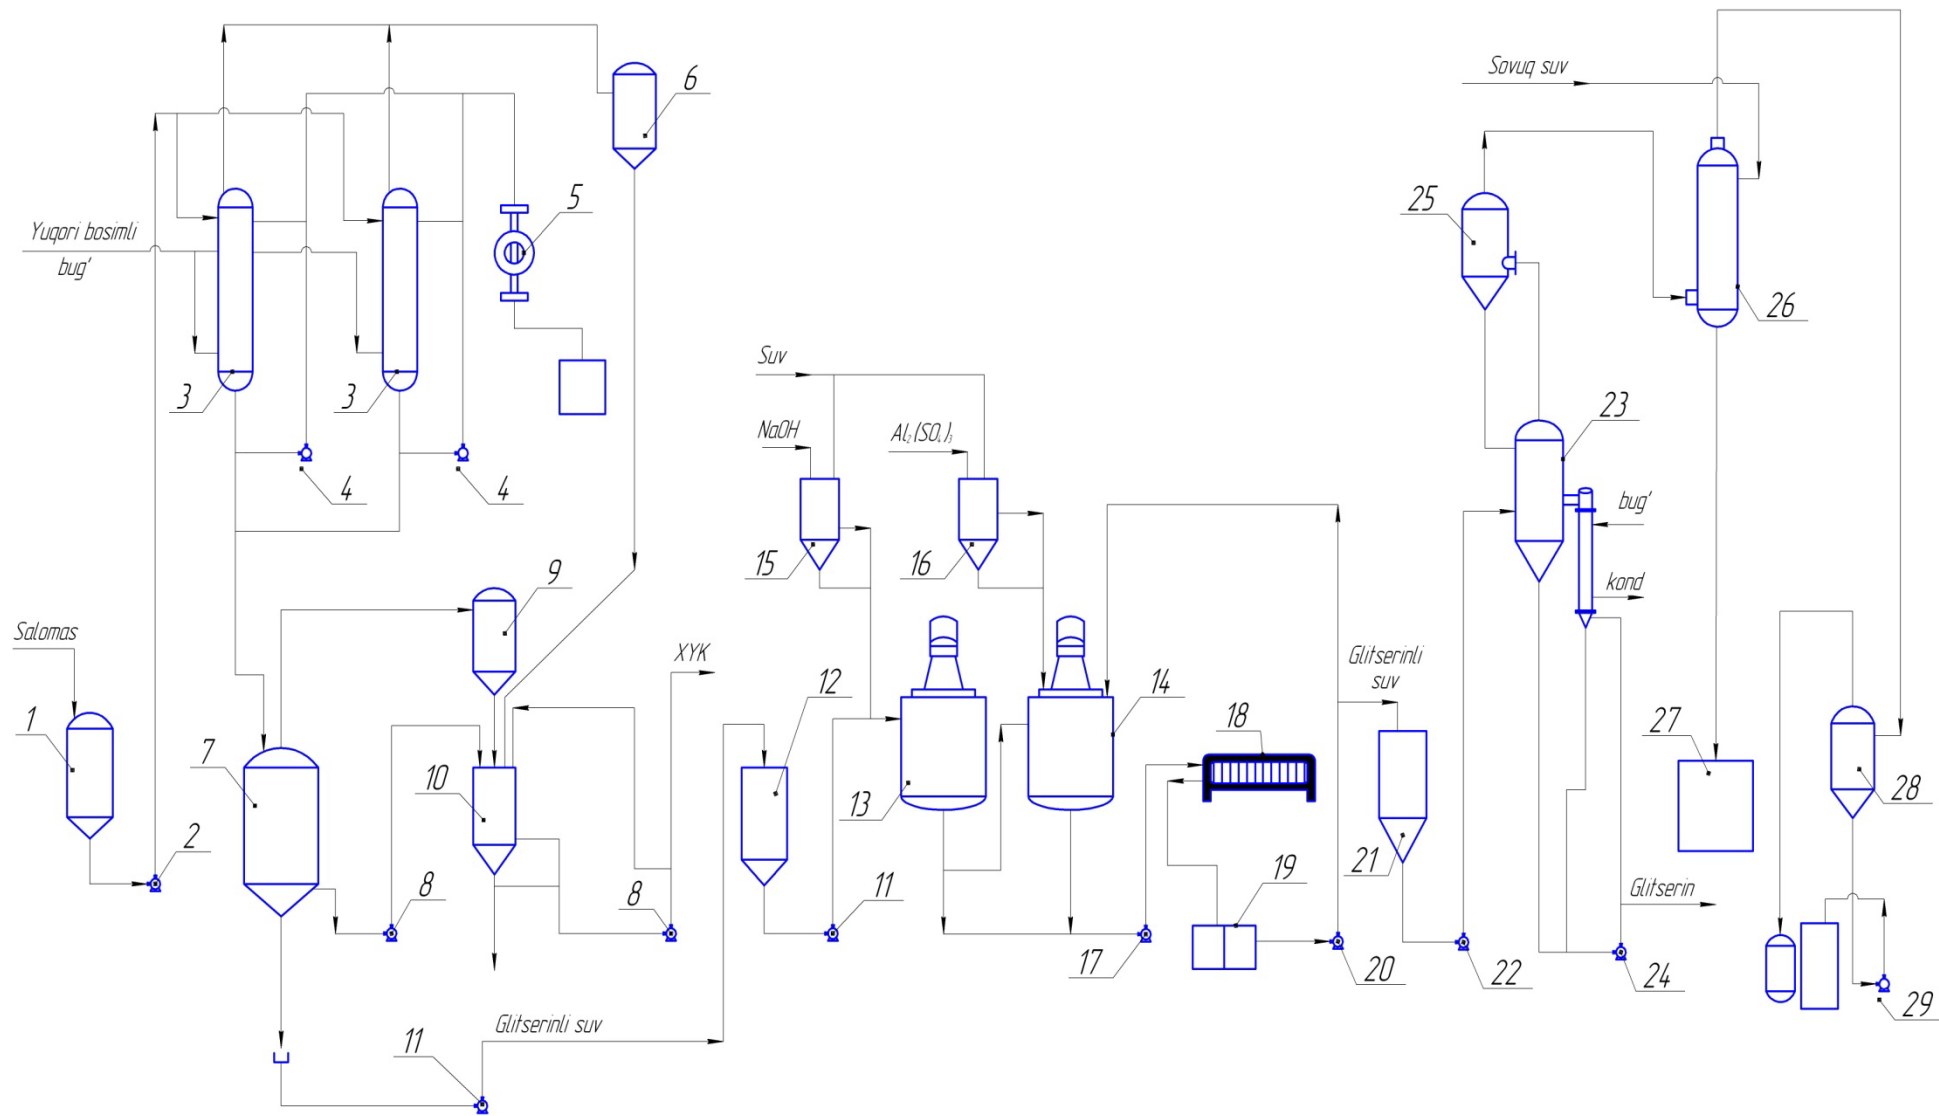 Sovuq suv
6
5
25
26
Yuqori bosimli
bug'
3
3
Suv
NaOH
Al₂(SO₄)₃
4
4
15
16
23
bug'
kond
9
Salomas
XYK
12
14
Glitserinli
suv
1
7
10
13
18
27
28
2
8
8
11
17
19
20
21
22
Glitserin
24
29
Glitserinli suv
11